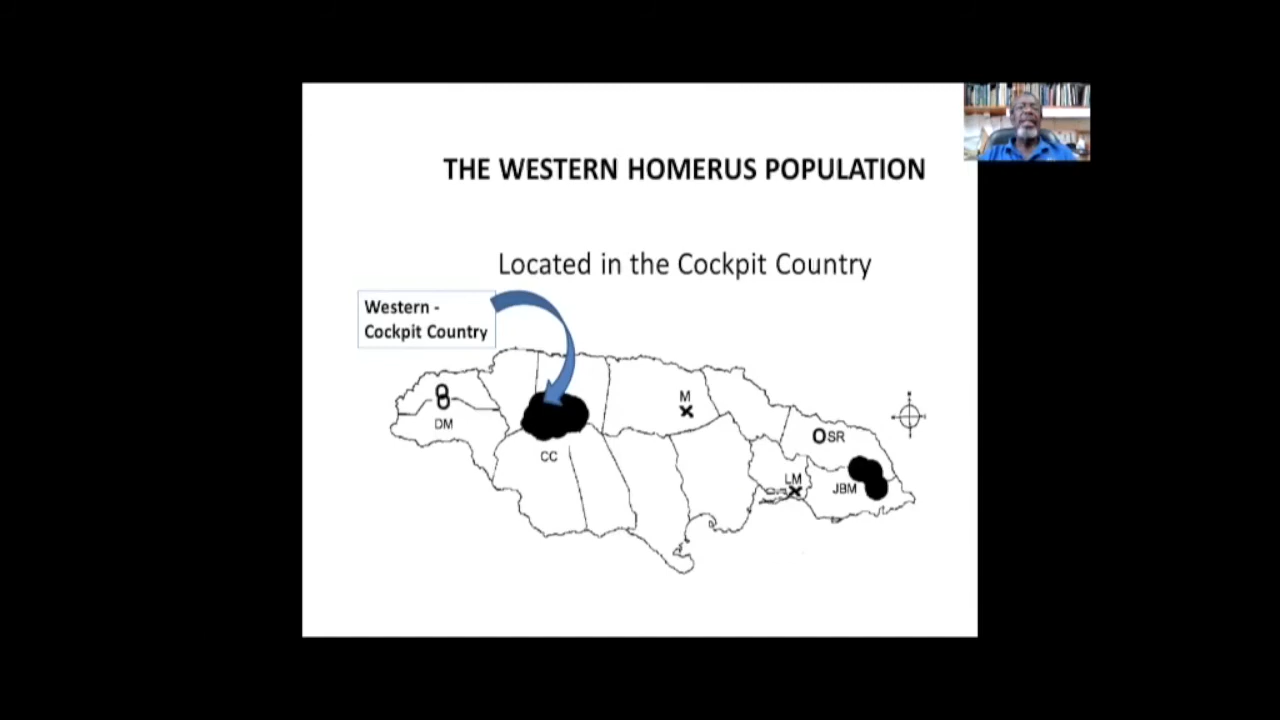 THE WESTERN HOMERUS POPULATION
Located in the Cockpit Country
Western -
Cockpit Country
M
DM
SR
CC
LM
JBM